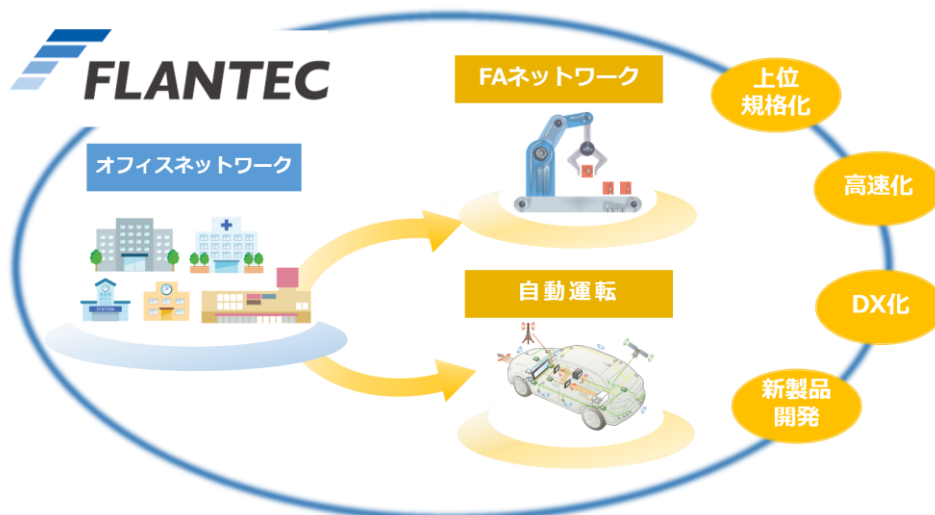 FLANTEC
オフィスネットワーク
FAネットワーク
自動運転
上位
規格化
高速化
DX化
新製品
開発
STATION